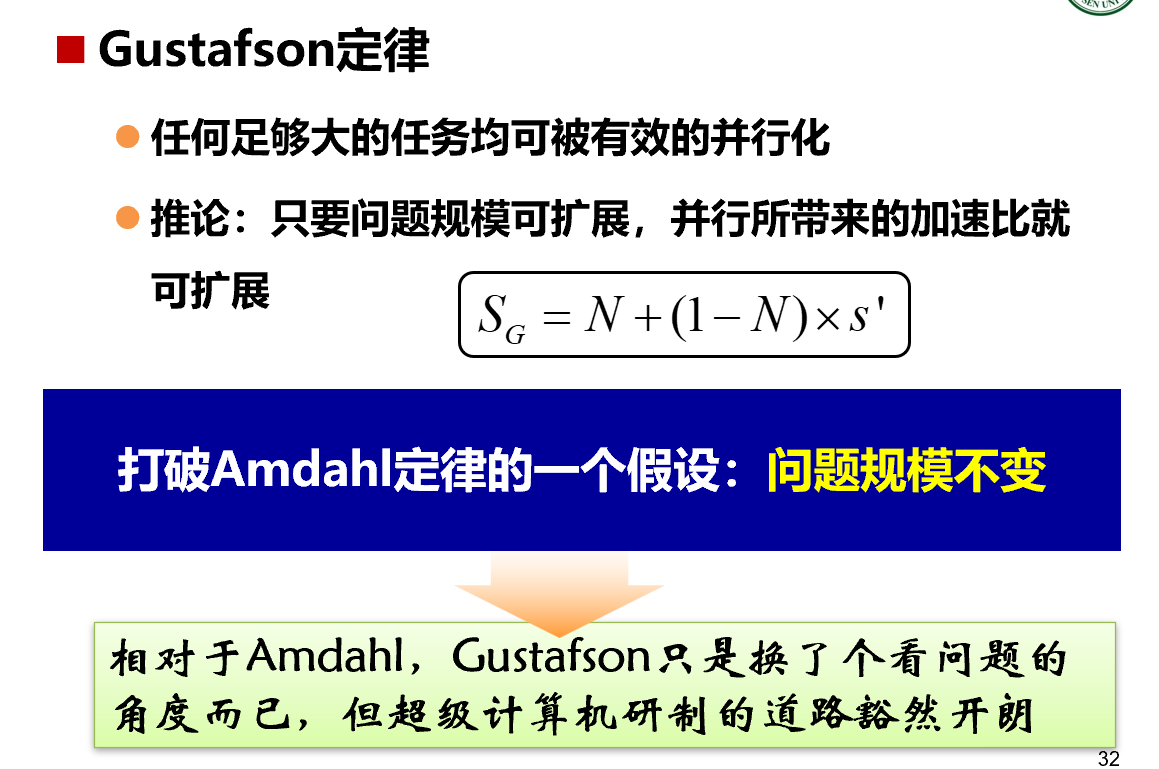 SEN UNI
Gustafson定律
任何足够大的任务均可被有效的并行化
推论：只要问题规模可扩展，并行所带来的加速比就
可扩展
S_G = N + (1 − N) × s'
打破Amdahl定律的一个假设：问题规模不变
相对于Amdahl，Gustafson只是换了个看问题的
角度而已，但超级计算机研制的道路豁然开朗
32